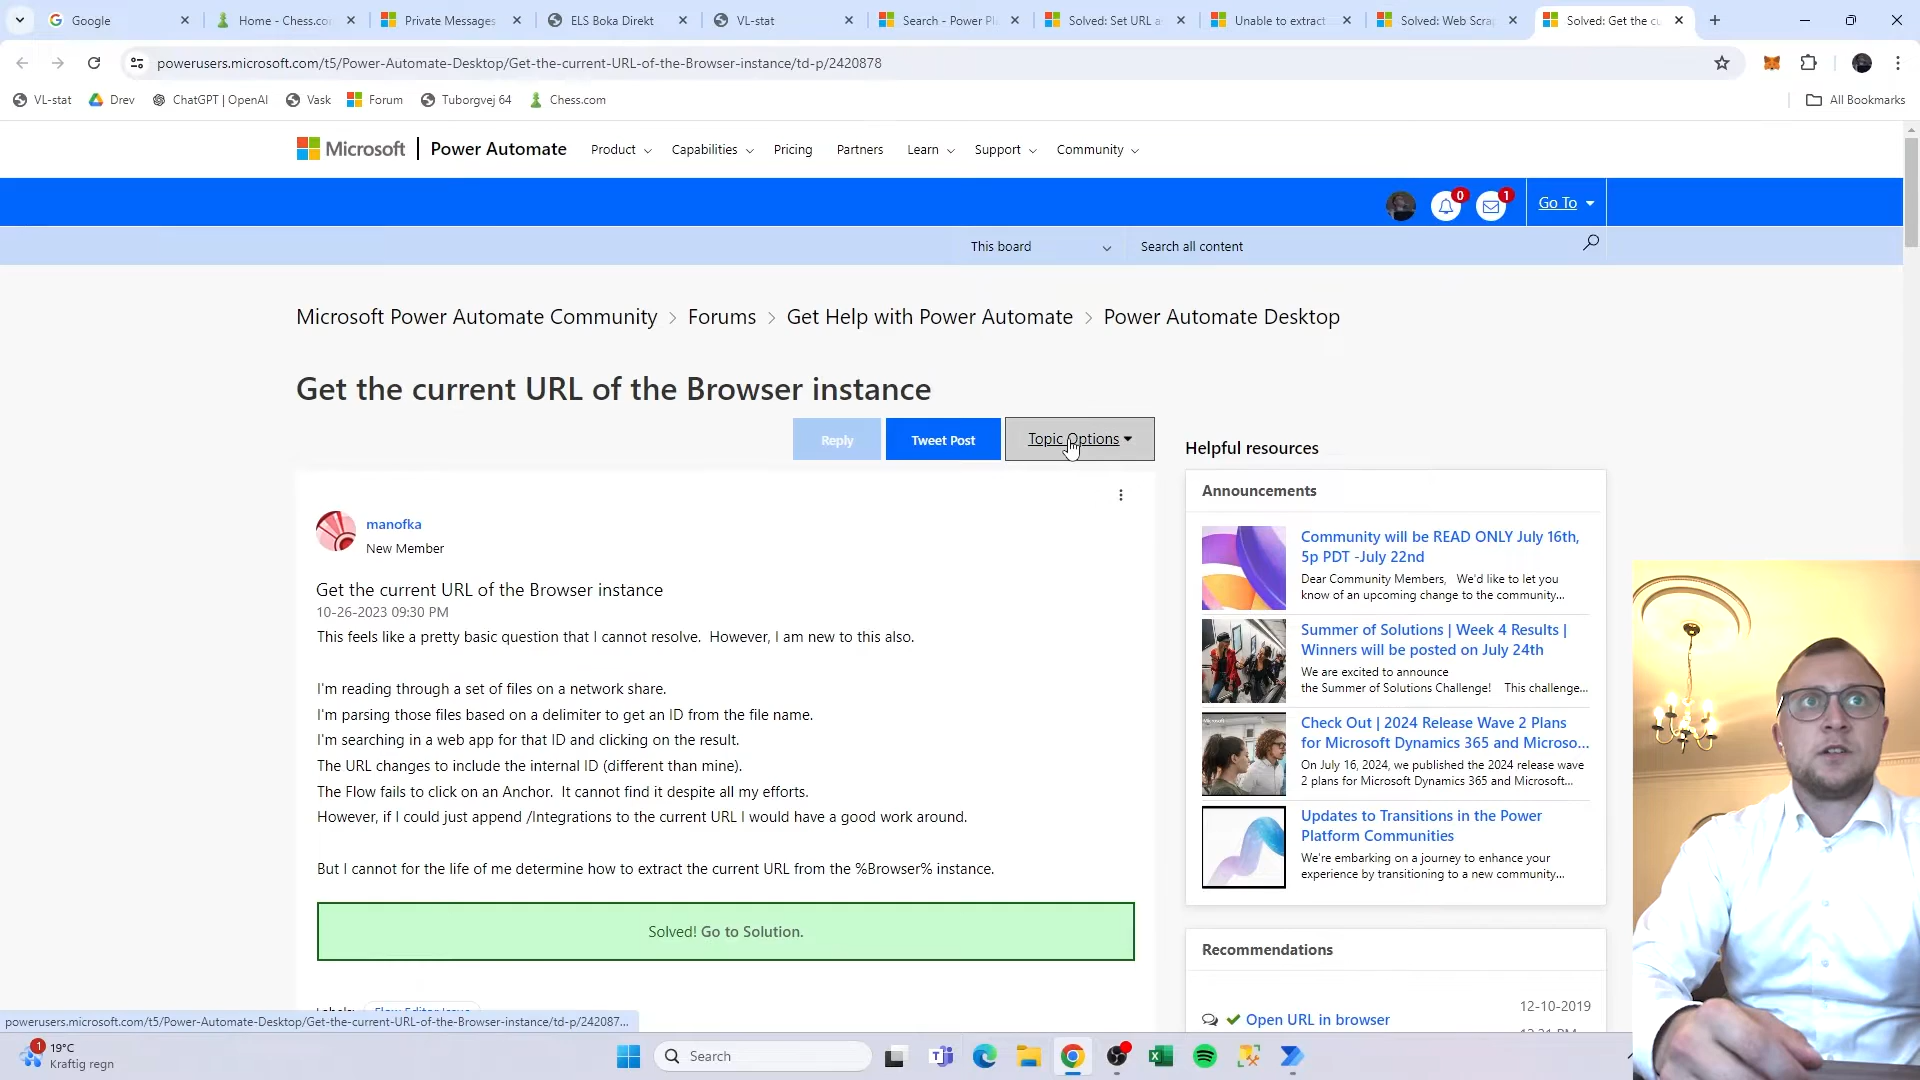 Google
Home - Chess.co
Private Messages
ELS Boka Direkt
VL-stat
Search - Power Pl
Solved: Set URL a
Unable to extract
Solved: Web Scra
Solved: Get the cu
powerusers.microsoft.com/t5/Power-Automate-Desktop/Get-the-current-URL-of-the-Browser-instance/td-p/2420878
VL-stat
Drev
ChatGPT | OpenAI
Vask
Forum
Tuborgvej 64
Chess.com
All Bookmarks
Microsoft
Power Automate
Product
Capabilities
Pricing
Partners
Learn
Support
Community
0
1
Go To
This board
Search all content
Microsoft Power Automate Community > Forums > Get Help with Power Automate > Power Automate Desktop
Get the current URL of the Browser instance
Reply
Tweet Post
Topic Options
manofka
New Member
Get the current URL of the Browser instance
10-26-2023 09:30 PM
This feels like a pretty basic question that I cannot resolve. However, I am new to this also.
I'm reading through a set of files on a network share.
I'm parsing those files based on a delimiter to get an ID from the file name.
I'm searching in a web app for that ID and clicking on the result.
The URL changes to include the internal ID (different than mine).
The Flow fails to click on an Anchor. It cannot find it despite all my efforts.
However, if I could just append /Integrations to the current URL I would have a good work around.
But I cannot for the life of me determine how to extract the current URL from the %Browser% instance.
Solved! Go to Solution.
Helpful resources
Announcements
Community will be READ ONLY July 16th,
5p PDT -July 22nd
Dear Community Members, We'd like to let you
know of an upcoming change to the community...
Summer of Solutions | Week 4 Results |
Winners will be posted on July 24th
We are excited to announce
the Summer of Solutions Challenge! This challenge...
Check Out | 2024 Release Wave 2 Plans
for Microsoft Dynamics 365 and Microso...
On July 16, 2024, we published the 2024 release wave
2 plans for Microsoft Dynamics 365 and Microsoft...
Updates to Transitions in the Power
Platform Communities
We're embarking on a journey to enhance your
experience by transitioning to a new community...
Recommendations
12-10-2019
Open URL in browser
powerusers.microsoft.com/t5/Power-Automate-Desktop/Get-the-current-URL-of-the-Browser-instance/td-p/242087...
1
19°C
Kraftig regn
Search